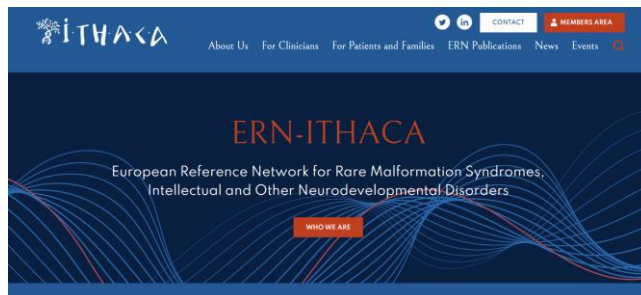 iTHACA
CONTACT
MEMBERS AREA
About Us For Clinicians For Patients and Families ERN Publications News Events
ERN-ITHACA
European Reference Network for Rare Malformation Syndromes,
Intellectual and Other Neurodevelopmental Disorders
WHO WE ARE